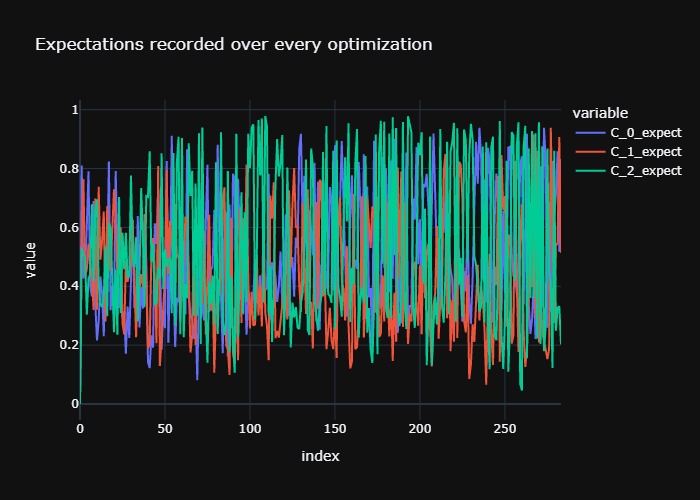 Expectations recorded over every optimization
variable
C_0_expect
C_1_expect
C_2_expect
1
0.8
0.6
0.4
0.2
0
value
0
50
100
150
200
250
index